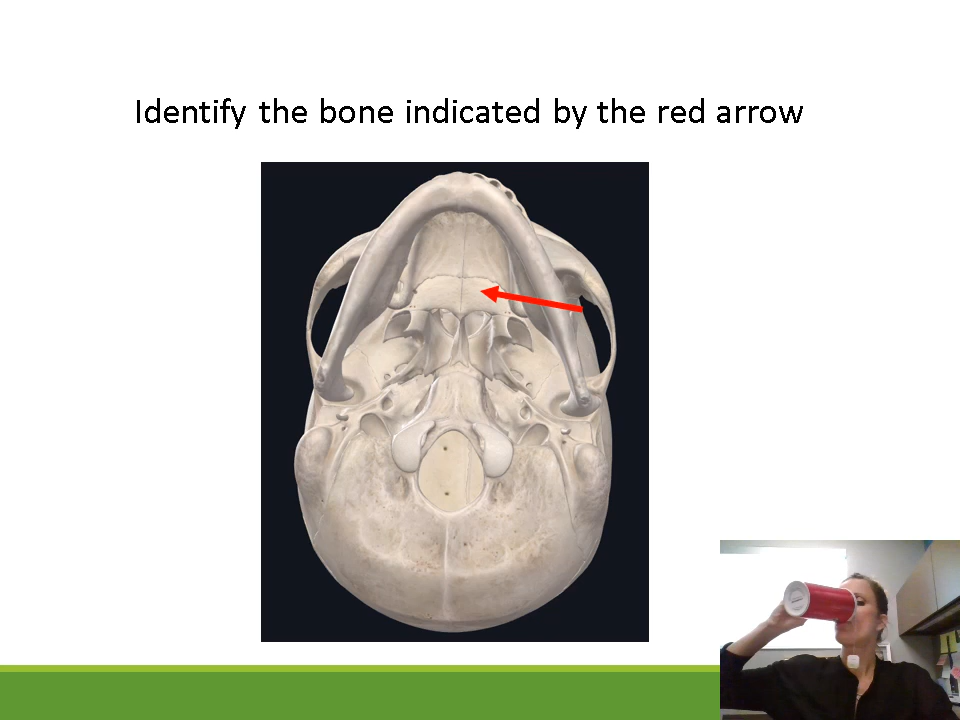 Identify the bone indicated by the red arrow